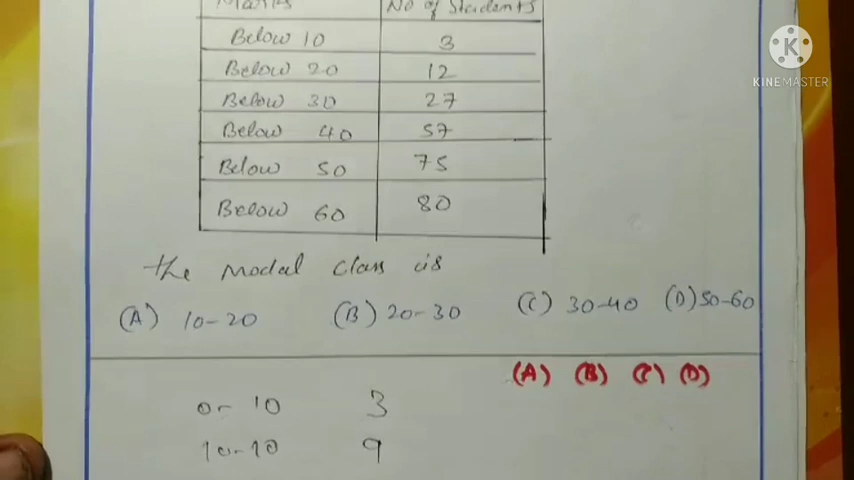 Marks No of Students
Below 10 3
Below 20 12
Below 30 27
Below 40 57
Below 50 75
Below 60 80
the Modal class is
(A) 10-20 (B) 20-30 (C) 30-40 (D) 50-60
(A) (B) (C) (D)
0- 10 3
10-10 9
K
KINEMASTER